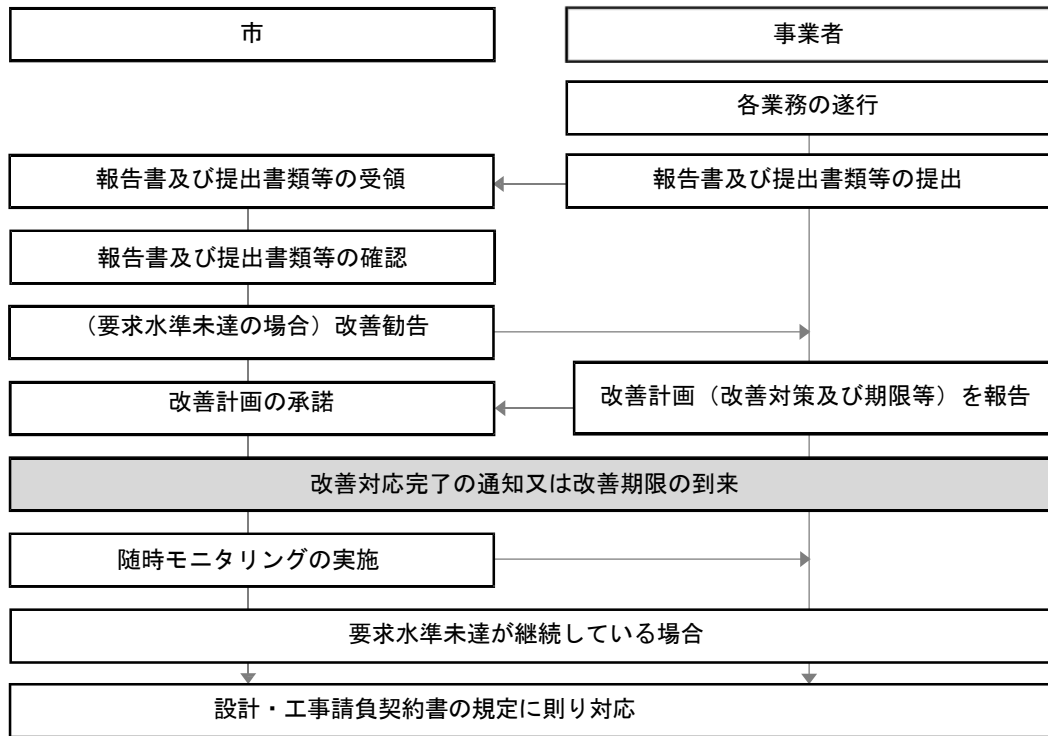 市
事業者
各業務の遂行
報告書及び提出書類等の受領
報告書及び提出書類等の提出
報告書及び提出書類等の確認
（要求水準未達の場合）改善勧告
改善計画（改善対策及び期限等）を報告
改善計画の承諾
改善対応完了の通知又は改善期限の到来
随時モニタリングの実施
要求水準未達が継続している場合
設計・工事請負契約書の規定に則り対応